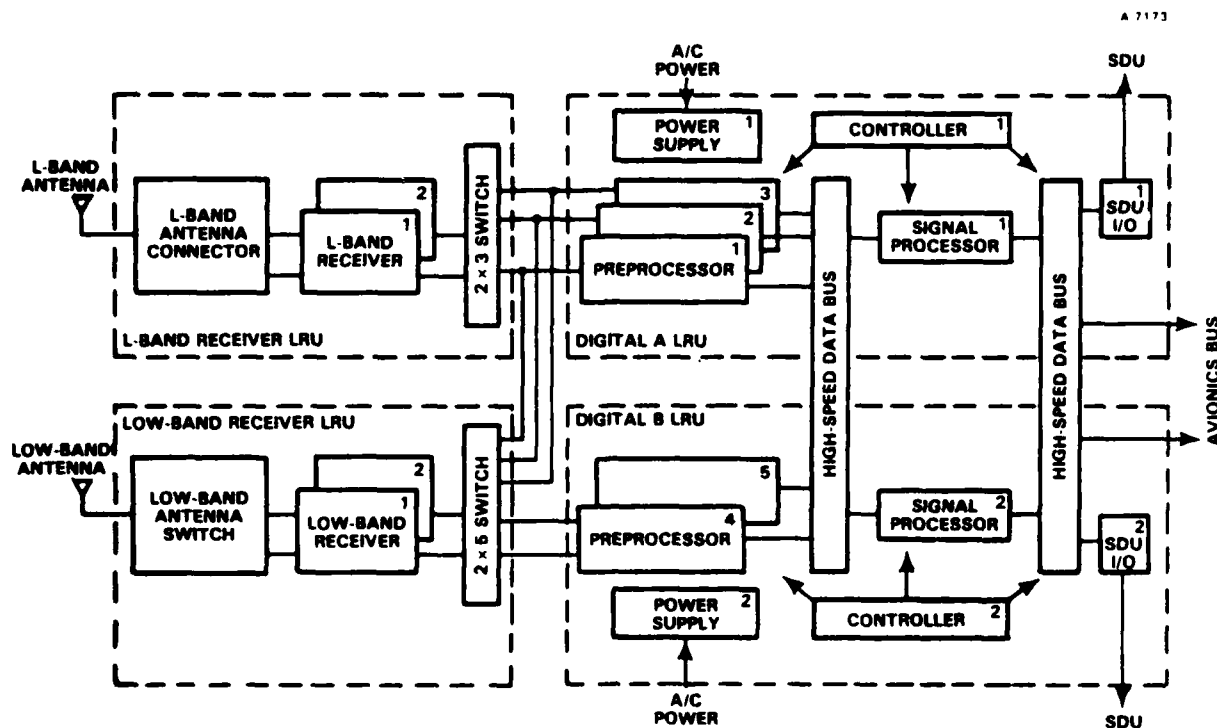 A 7173
A/C
POWER
SDU
POWER
SUPPLY
1
CONTROLLER
1
L-BAND
ANTENNA
L-BAND
ANTENNA
CONNECTOR
2
L-BAND
RECEIVER
1
2 × 3 SWITCH
3
2
PREPROCESSOR
1
HIGH-SPEED DATA BUS
SIGNAL
PROCESSOR
1
HIGH-SPEED DATA BUS
1
SDU
I/O
L-BAND RECEIVER LRU
DIGITAL A LRU
AVIONICS BUS
LOW-BAND RECEIVER LRU
DIGITAL B LRU
LOW-BAND
ANTENNA
LOW-BAND
ANTENNA
SWITCH
2
LOW-BAND
RECEIVER
1
2 × 5 SWITCH
5
PREPROCESSOR
4
SIGNAL
PROCESSOR
2
2
SDU
I/O
POWER
SUPPLY
2
CONTROLLER
2
A/C
POWER
SDU